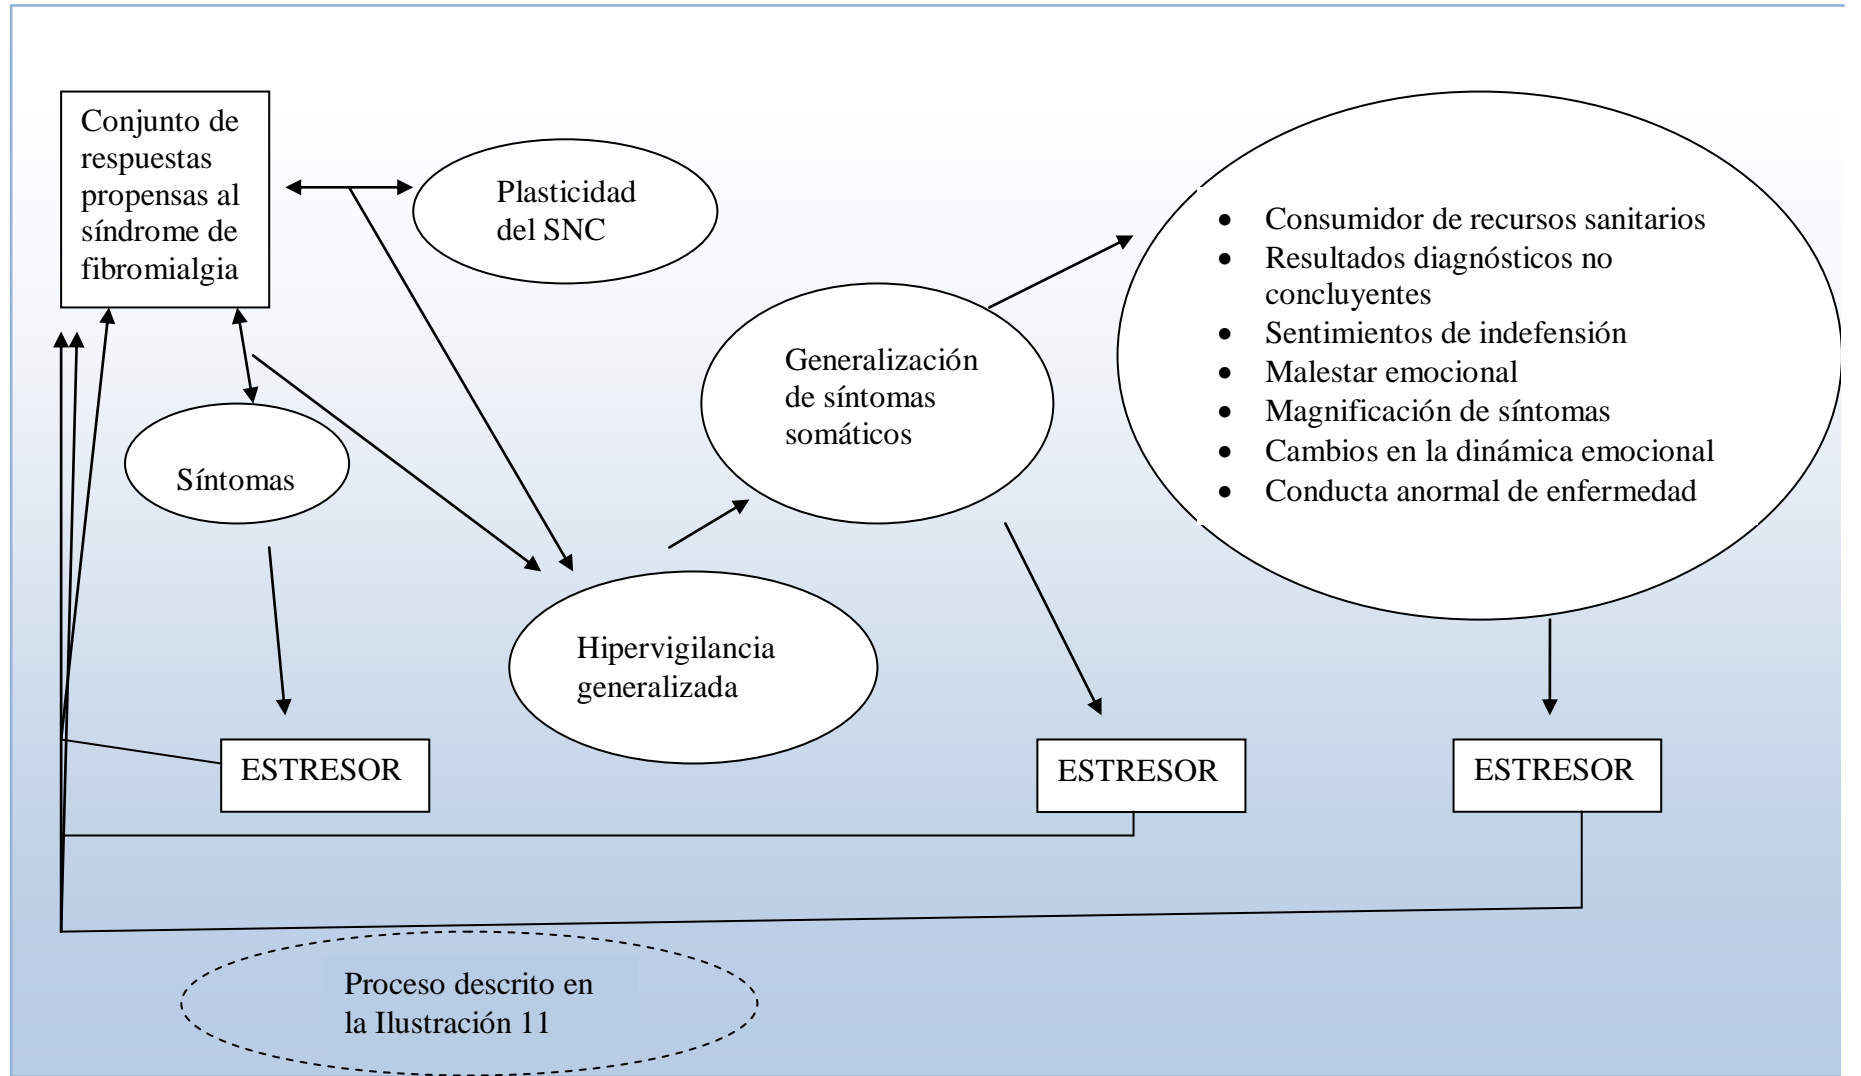 Conjunto de
respuestas
propensas al
síndrome de
fibromialgia
Plasticidad
del SNC
Síntomas
Hipervigilancia
generalizada
Generalización
de síntomas
somáticos
• Consumidor de recursos sanitarios
• Resultados diagnósticos no
concluyentes
• Sentimientos de indefensión
• Malestar emocional
• Magnificación de síntomas
• Cambios en la dinámica emocional
• Conducta anormal de enfermedad
ESTRESOR
ESTRESOR
ESTRESOR
Proceso descrito en
la Ilustración 11